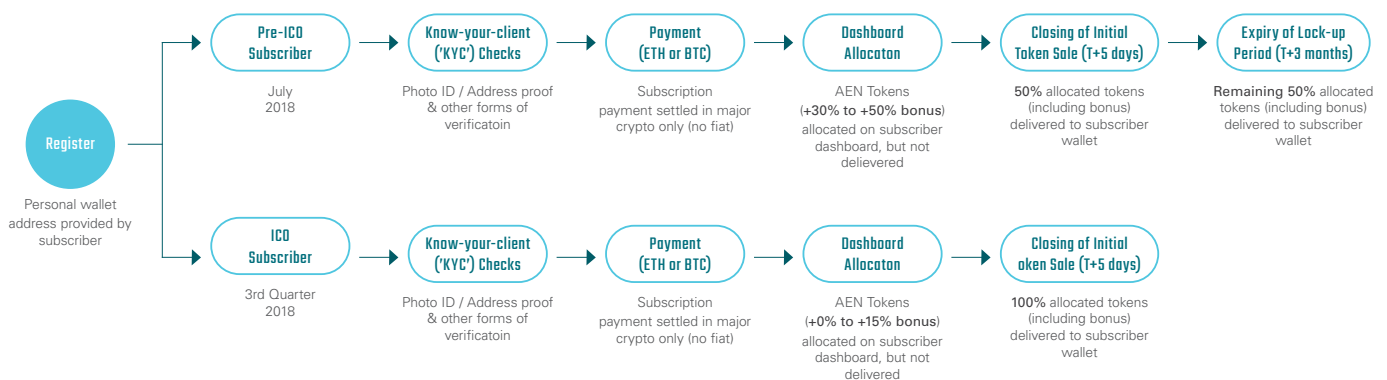 Register
Personal wallet
address provided by
subscriber
Pre-ICO
Subscriber
July
2018
Know-your-client
('KYC') Checks
Photo ID / Address proof
& other forms of
verificatoin
Payment
(ETH or BTC)
Subscription
payment settled in major
crypto only (no fiat)
Dashboard
Allocaton
AEN Tokens
(+30% to +50% bonus)
allocated on subscriber
dashboard, but not
delievered
Closing of Initial
Token Sale (T+5 days)
50% allocated tokens
(including bonus)
delivered to subscriber
wallet
Expiry of Lock-up
Period (T+3 months)
Remaining 50% allocated
tokens (including bonus)
delivered to subscriber
wallet
ICO
Subscriber
3rd Quarter
2018
Know-your-client
('KYC') Checks
Photo ID / Address proof
& other forms of
verificatoin
Payment
(ETH or BTC)
Subscription
payment settled in major
crypto only (no fiat)
Dashboard
Allocaton
AEN Tokens
(+0% to +15% bonus)
allocated on subscriber
dashboard, but not
delivered
Closing of Initial
oken Sale (T+5 days)
100% allocated tokens
(including bonus)
delivered to subscriber
wallet